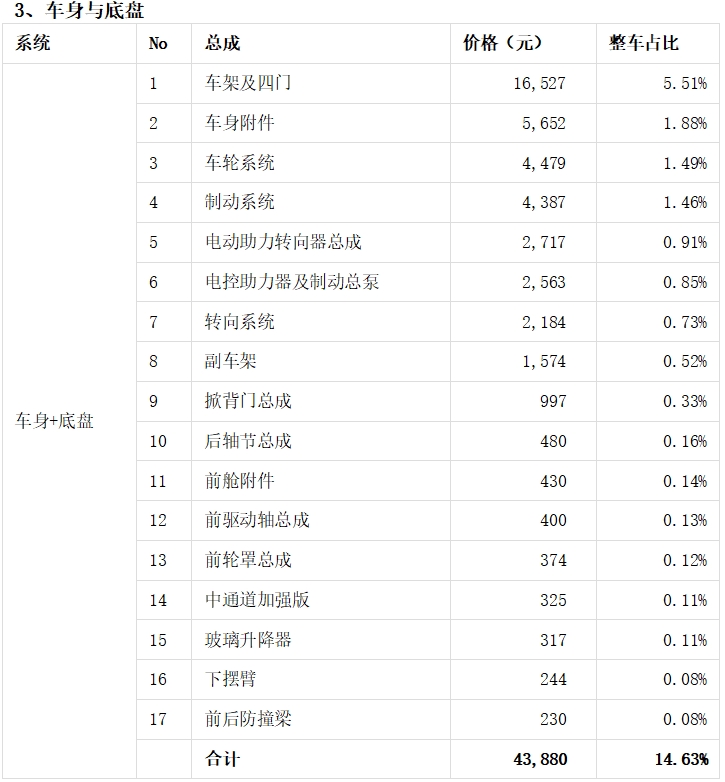 3、车身与底盘
系统 No 总成 价格（元） 整车占比
1 车架及四门 16,527 5.51%
2 车身附件 5,652 1.88%
3 车轮系统 4,479 1.49%
4 制动系统 4,387 1.46%
5 电动助力转向器总成 2,717 0.91%
6 电控助力器及制动总泵 2,563 0.85%
7 转向系统 2,184 0.73%
8 副车架 1,574 0.52%
9 掀背门总成 997 0.33%
车身+底盘
10 后轴节总成 480 0.16%
11 前舱附件 430 0.14%
12 前驱动轴总成 400 0.13%
13 前轮罩总成 374 0.12%
14 中通道加强版 325 0.11%
15 玻璃升降器 317 0.11%
16 下摆臂 244 0.08%
17 前后防撞梁 230 0.08%
合计 43,880 14.63%